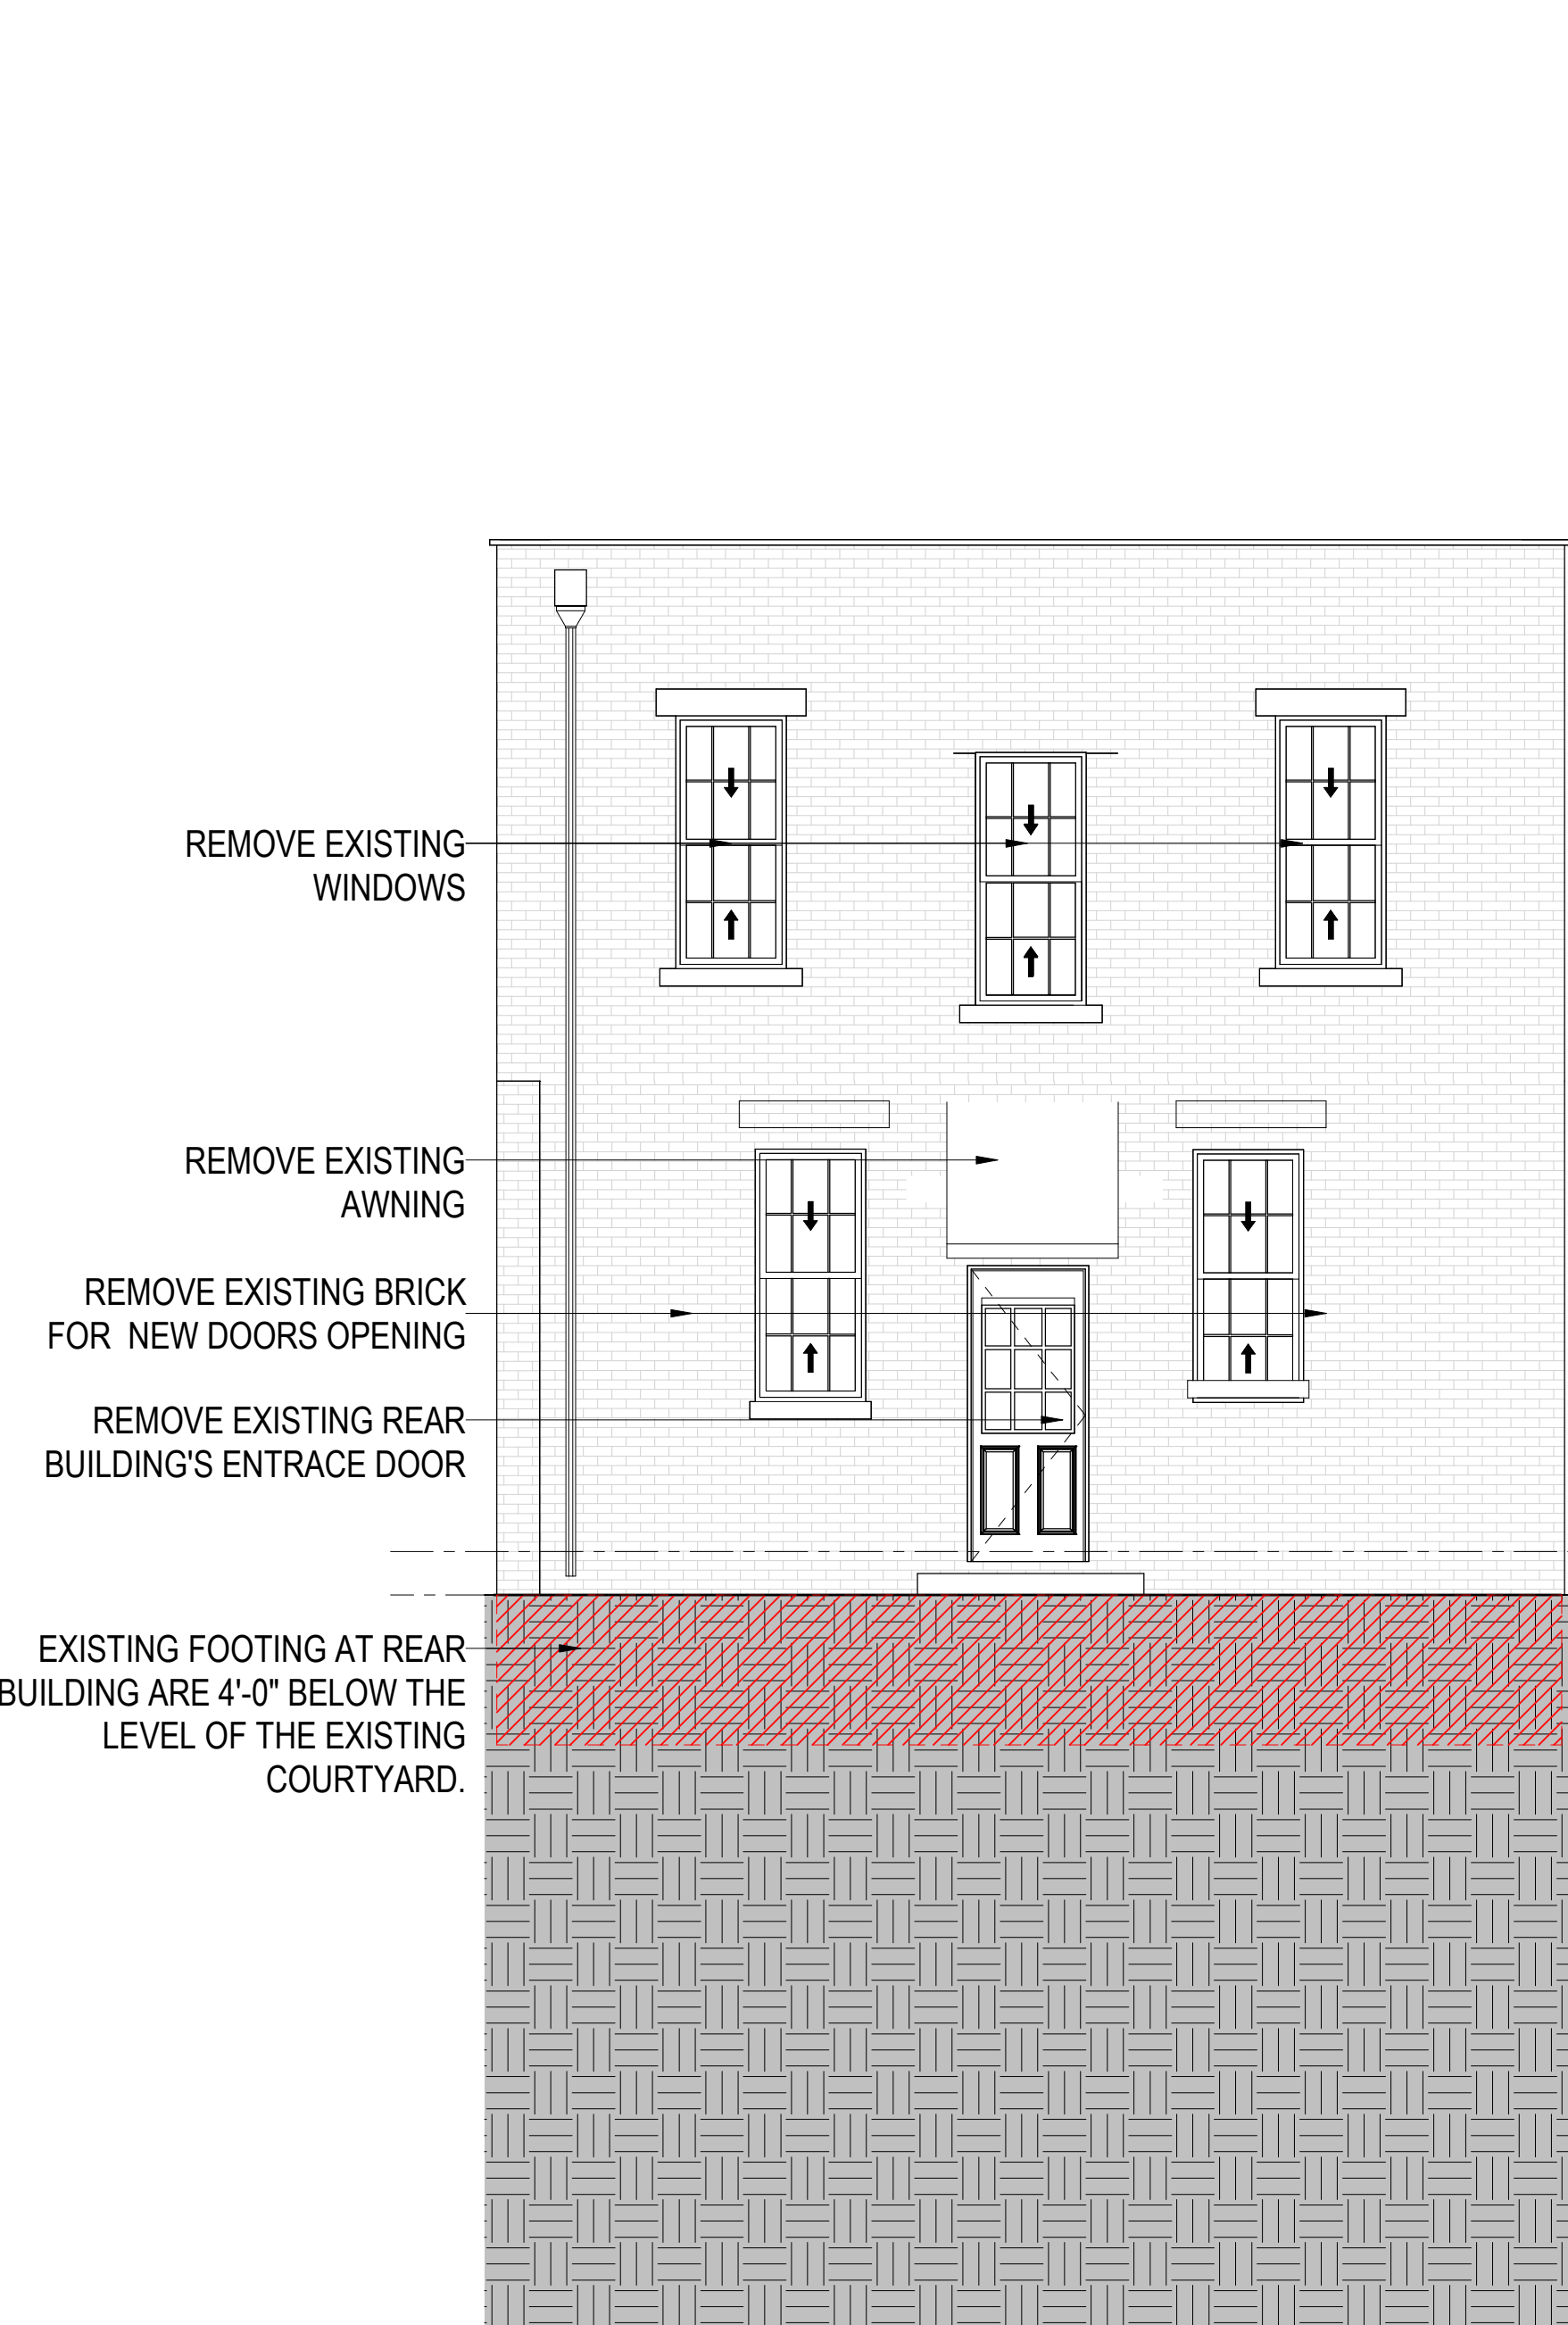 REMOVE EXISTING
WINDOWS
REMOVE EXISTING
AWNING
REMOVE EXISTING BRICK
FOR NEW DOORS OPENING
REMOVE EXISTING REAR
BUILDING'S ENTRACE DOOR
EXISTING FOOTING AT REAR
BUILDING ARE 4'-0" BELOW THE
LEVEL OF THE EXISTING
COURTYARD.